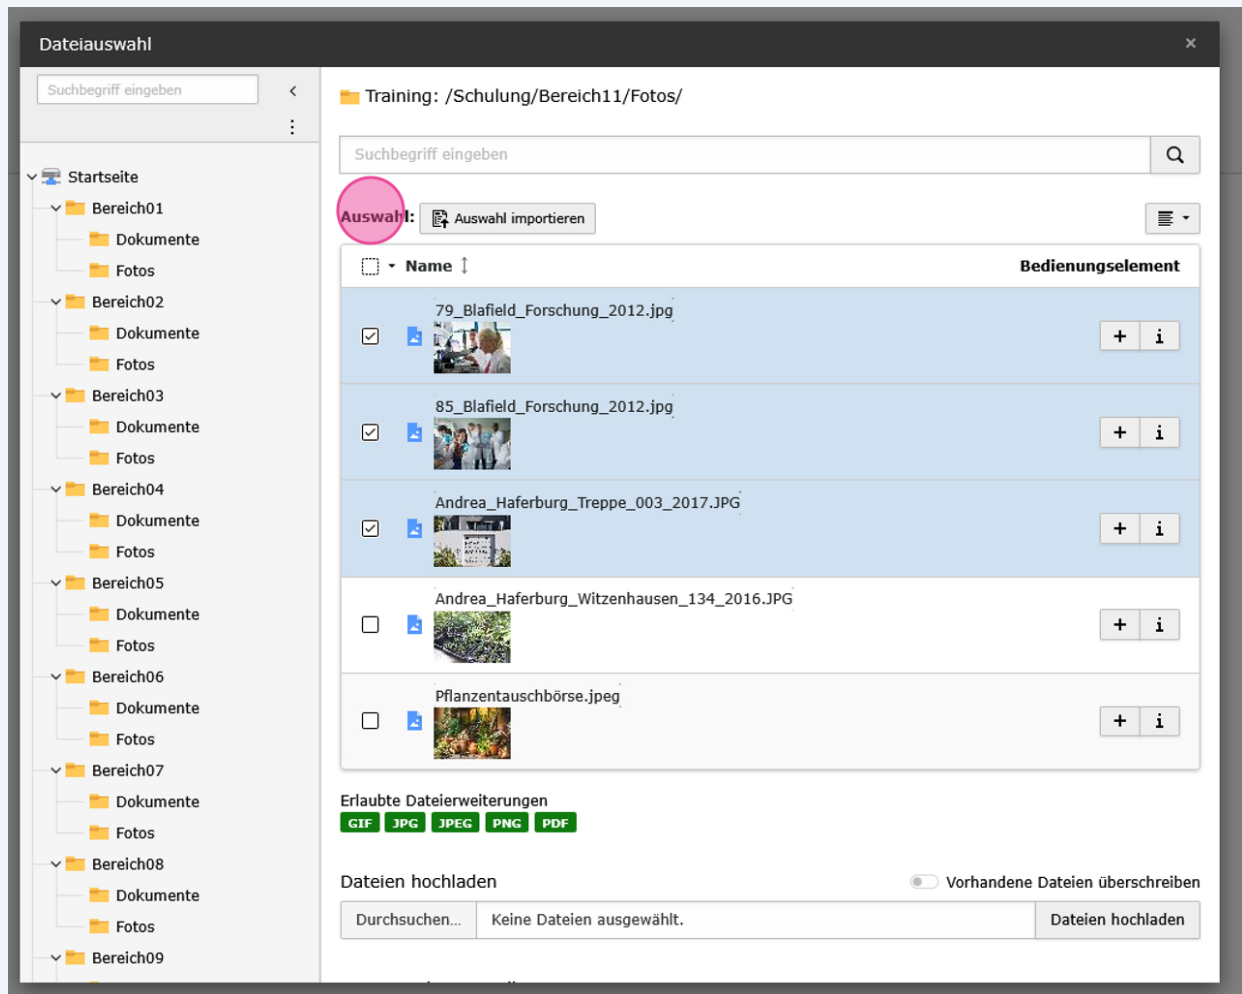 Dateiauswahl ×
Suchbegriff eingeben
Startseite
Bereich01
Dokumente
Fotos
Bereich02
Dokumente
Fotos
Bereich03
Dokumente
Fotos
Bereich04
Dokumente
Fotos
Bereich05
Dokumente
Fotos
Bereich06
Dokumente
Fotos
Bereich07
Dokumente
Fotos
Bereich08
Dokumente
Fotos
Bereich09
Training: /Schulung/Bereich11/Fotos/
Suchbegriff eingeben
Auswahl: Auswahl importieren
Name Bedienungselement
79_Blafield_Forschung_2012.jpg
+ i
85_Blafield_Forschung_2012.jpg
+ i
Andrea_Haferburg_Treppe_003_2017.JPG
+ i
Andrea_Haferburg_Witzenhausen_134_2016.JPG
+ i
Pflanzentauschbörse.jpeg
+ i
Erlaubte Dateierweiterungen
GIF JPG JPEG PNG PDF
Dateien hochladen Vorhandene Dateien überschreiben
Durchsuchen... Keine Dateien ausgewählt. Dateien hochladen